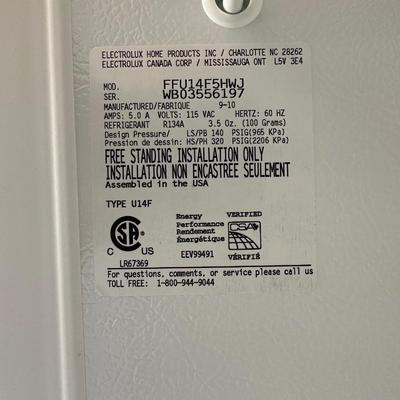 ELECTROLUX HOME PRODUCTS INC / CHARLOTTE NC 28262
ELECTROLUX CANADA CORP / MISSISSAUGA ONT L5V 3E4
MOD. FFU14F5HWJ
SER. WB03556197
MANUFACTURED/FABRIQUE 9-10
AMPS: 5.0 A VOLTS: 115 VAC HERTZ: 60 HZ
REFRIGERANT R134A 3.5 Oz. (100 Grams)
Design Pressure/ LS/PB 140 PSIG(965 KPa)
Pression de dessin: HS/PH 320 PSIG(2206 KPa)
FREE STANDING INSTALLATION ONLY
INSTALLATION NON ENCASTREE SEULEMENT
Assembled in the USA
TYPE U14F
Energy VERIFIED
Performance
Rendement
Énergétique
CSA
VÉRIFIÉ
C US
EEV99491
LR67369
For questions, comments, or service please call us
TOLL FREE: 1-800-944-9044